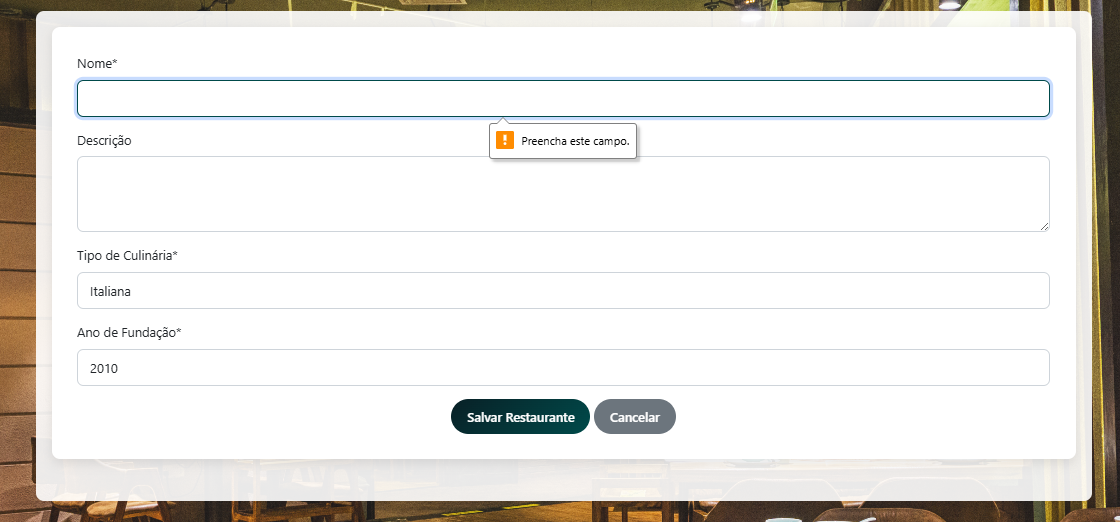 Nome*
Preencha este campo.
Descrição
Tipo de Culinária*
Italiana
Ano de Fundação*
2010
Salvar Restaurante
Cancelar